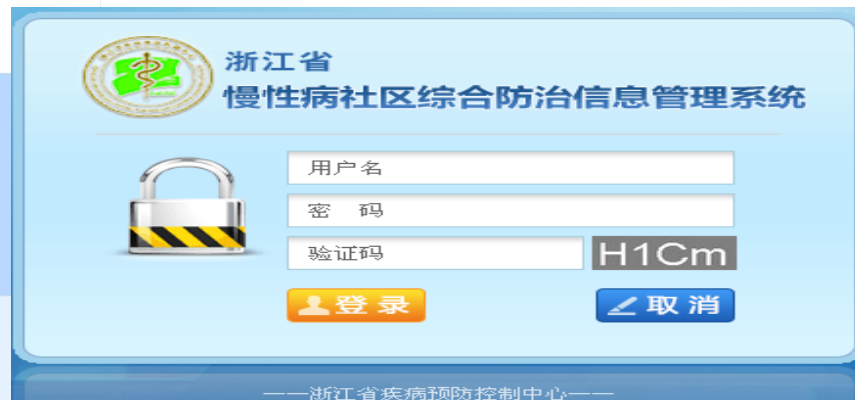 浙江省
慢性病社区综合防治信息管理系统
用户名
密 码
验证码 H1Cm
登 录 取 消
——浙江省疾病预防控制中心——